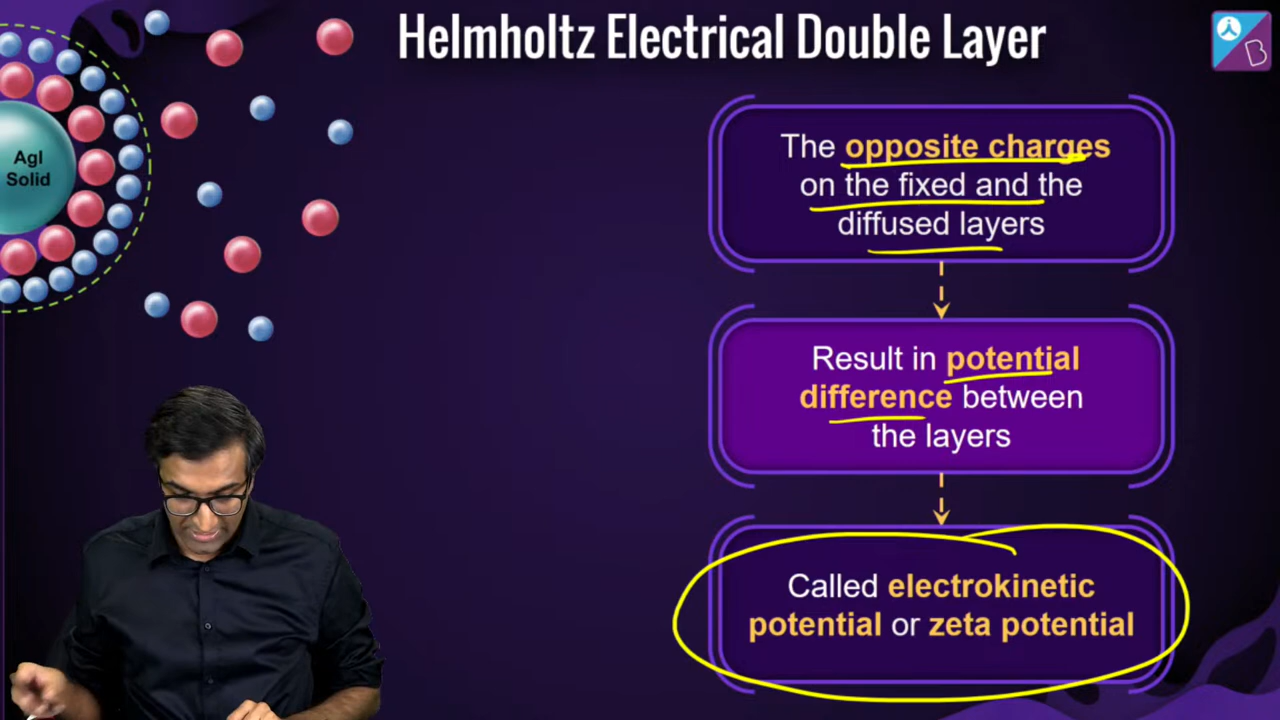 Helmholtz Electrical Double Layer
B
AgI
Solid
The opposite charges
on the fixed and the
diffused layers
Result in potential
difference between
the layers
Called electrokinetic
potential or zeta potential